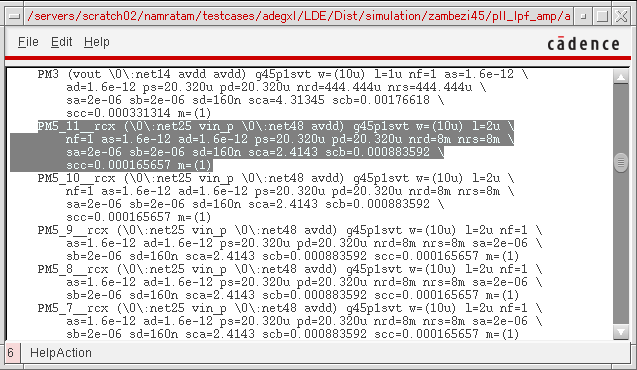 /servers/scratch02/namratam/testcases/adegxl/LDE/Dist/simulation/zambezi45/pll_lpf_amp/a
File Edit Help
cādence
PM3 (vout \0\:net14 avdd avdd) g45p1svt w=(10u) l=1u nf=1 as=1.6e-12 \
ad=1.6e-12 ps=20.320u pd=20.320u nrd=444.444u nrs=444.444u \
sa=2e-06 sb=2e-06 sd=160n sca=4.31345 scb=0.00176618 \
scc=0.000331314 m=(1)
PM5_11__rcx (\0\:net25 vin_p \0\:net48 avdd) g45p1svt w=(10u) l=2u \
nf=1 as=1.6e-12 ad=1.6e-12 ps=20.320u pd=20.320u nrd=8m nrs=8m \
sa=2e-06 sb=2e-06 sd=160n sca=2.4143 scb=0.000883592 \
scc=0.000165657 m=(1)
PM5_10__rcx (\0\:net25 vin_p \0\:net48 avdd) g45p1svt w=(10u) l=2u \
nf=1 as=1.6e-12 ad=1.6e-12 ps=20.320u pd=20.320u nrd=8m nrs=8m \
sa=2e-06 sb=2e-06 sd=160n sca=2.4143 scb=0.000883592 \
scc=0.000165657 m=(1)
PM5_9__rcx (\0\:net25 vin_p \0\:net48 avdd) g45p1svt w=(10u) l=2u nf=1 \
as=1.6e-12 ad=1.6e-12 ps=20.320u pd=20.320u nrd=8m nrs=8m sa=2e-06 \
sb=2e-06 sd=160n sca=2.4143 scb=0.000883592 scc=0.000165657 m=(1)
PM5_8__rcx (\0\:net25 vin_p \0\:net48 avdd) g45p1svt w=(10u) l=2u nf=1 \
as=1.6e-12 ad=1.6e-12 ps=20.320u pd=20.320u nrd=8m nrs=8m sa=2e-06 \
sb=2e-06 sd=160n sca=2.4143 scb=0.000883592 scc=0.000165657 m=(1)
PM5_7__rcx (\0\:net25 vin_p \0\:net48 avdd) g45p1svt w=(10u) l=2u nf=1 \
as=1.6e-12 ad=1.6e-12 ps=20.320u pd=20.320u nrd=8m nrs=8m sa=2e-06 \
sb=2e-06 sd=160n sca=2.4143 scb=0.000883592 scc=0.000165657 m=(1)
6 HelpAction